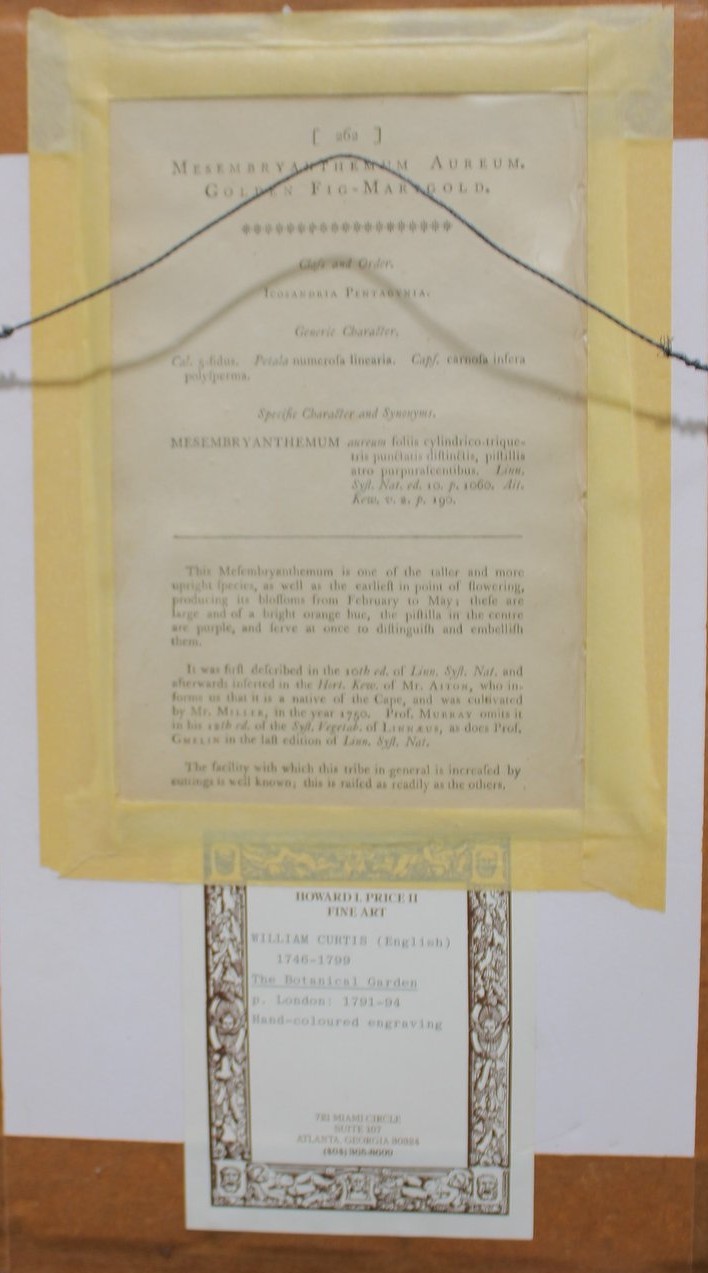 [ 262 ]
MESEMBRYANTHEMUM AUREUM.
GOLDEN FIG-MARYGOLD.
Claſs and Order.
ICOSANDRIA PENTAGYNIA.
Generic Character.
Cal. 5-fidus. Petala numeroſa linearia. Capſ. carnoſa infera
polyſperma.
Specific Character and Synonyms.
MESEMBRYANTHEMUM aureum foliis cylindrico-trique-
tris punctatis diſtinctis, piſtillis
atro purpuraſcentibus. Linn.
Syſt. Nat. ed. 10. p. 1060. Ait.
Kew. v. 2. p. 190.
This Meſembryanthemum is one of the taller and more
upright ſpecies, as well as the earlieſt in point of flowering,
producing its bloſſoms from February to May; theſe are
large and of a bright orange hue, the piſtilla in the centre
are purple, and ſerve at once to diſtinguiſh and embelliſh
them.
It was firſt deſcribed in the 10th ed. of Linn. Syſt. Nat. and
afterwards inſerted in the Hort. Kew. of Mr. AITON, who in-
forms us that it is a native of the Cape, and was cultivated
by Mr. MILLER, in the year 1750. Prof. MURRAY omits it
in his 14th ed. of the Syſt. Vegetab. of LINNÆUS, as does Prof.
GMELIN in the laſt edition of Linn. Syſt. Nat.
The facility with which this tribe in general is increaſed by
cuttings is well known; this is raiſed as readily as the others.
HOWARD I. PRICE II
FINE ART
WILLIAM CURTIS (English)
1746-1799
The Botanical Garden
p. London: 1791-94
Hand-coloured engraving
MIAMI CIRCLE
SUITE 107
ATLANTA, GEORGIA